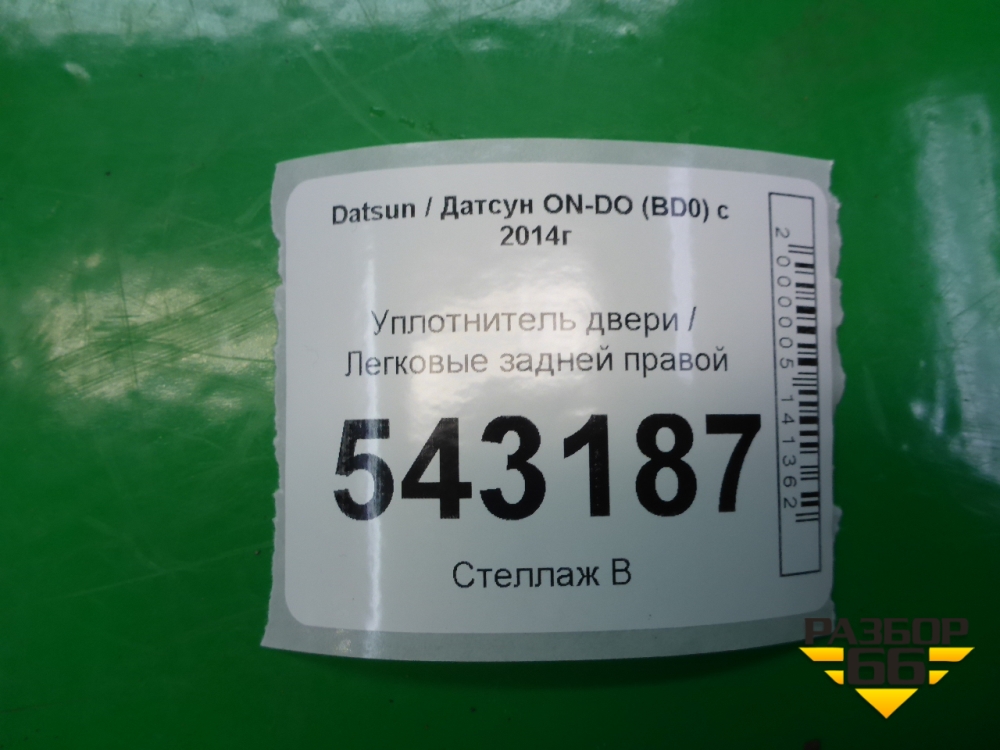 Datsun / Датсун ON-DO (BD0) с
2014г
Уплотнитель двери /
Легковые задней правой
543187
Стеллаж В
2000005141362
РАЗБОР
66